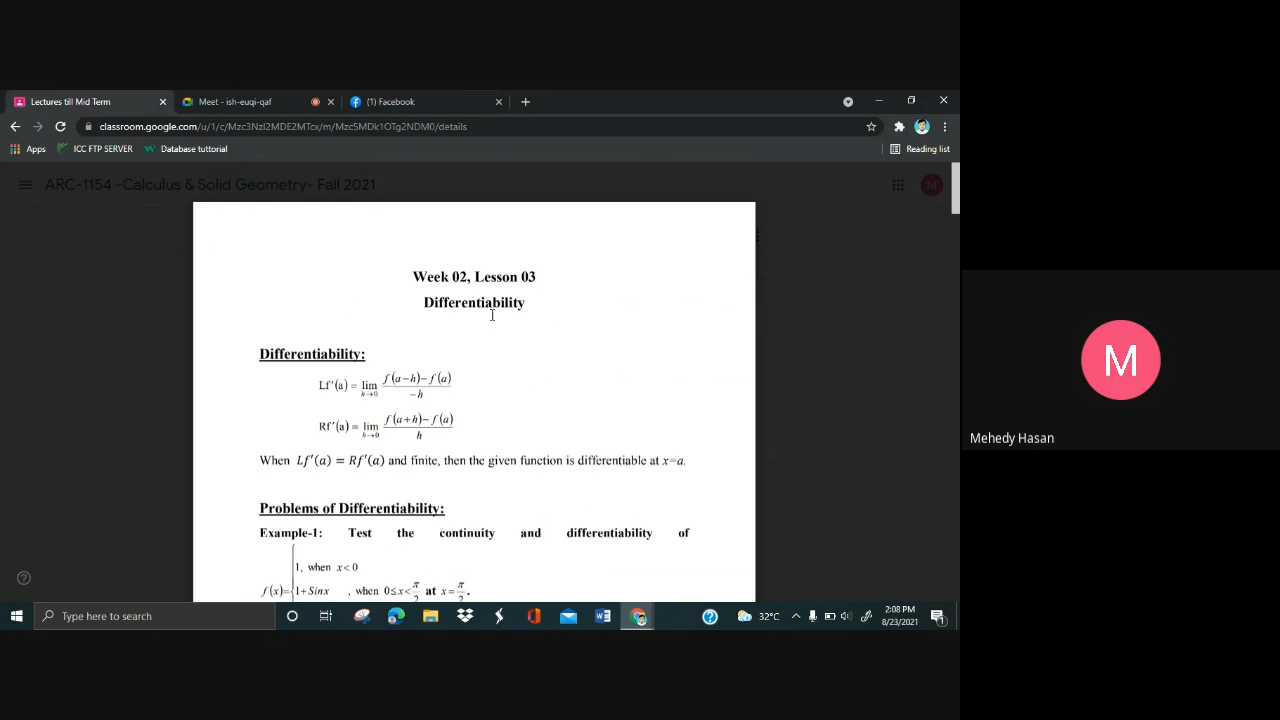 Lectures till Mid Term
Meet - ish-euqi-qaf
(1) Facebook
classroom.google.com/u/1/c/Mzc3NzI2MDE2MTcx/m/Mzc5MDk1OTg2NDM0/details
Apps
ICC FTP SERVER
Database tuttorial
Reading list
ARC-1154 -Calculus & Solid Geometry- Fall 2021
M
Week 02, Lesson 03
Differentiability
Differentiability:
Lf'(a) = lim h→0 f(a−h)−f(a) / −h
Rf'(a) = lim h→0 f(a+h)−f(a) / h
When Lf′(a) = Rf′(a) and finite, then the given function is differentiable at x=a.
Problems of Differentiability:
Example-1: Test the continuity and differentiability of
1, when x < 0
f(x)= 1+ Sinx , when 0≤x<π/2 at x=π/2.
M
Mehedy Hasan
Type here to search
32°C
2:08 PM
8/23/2021
1